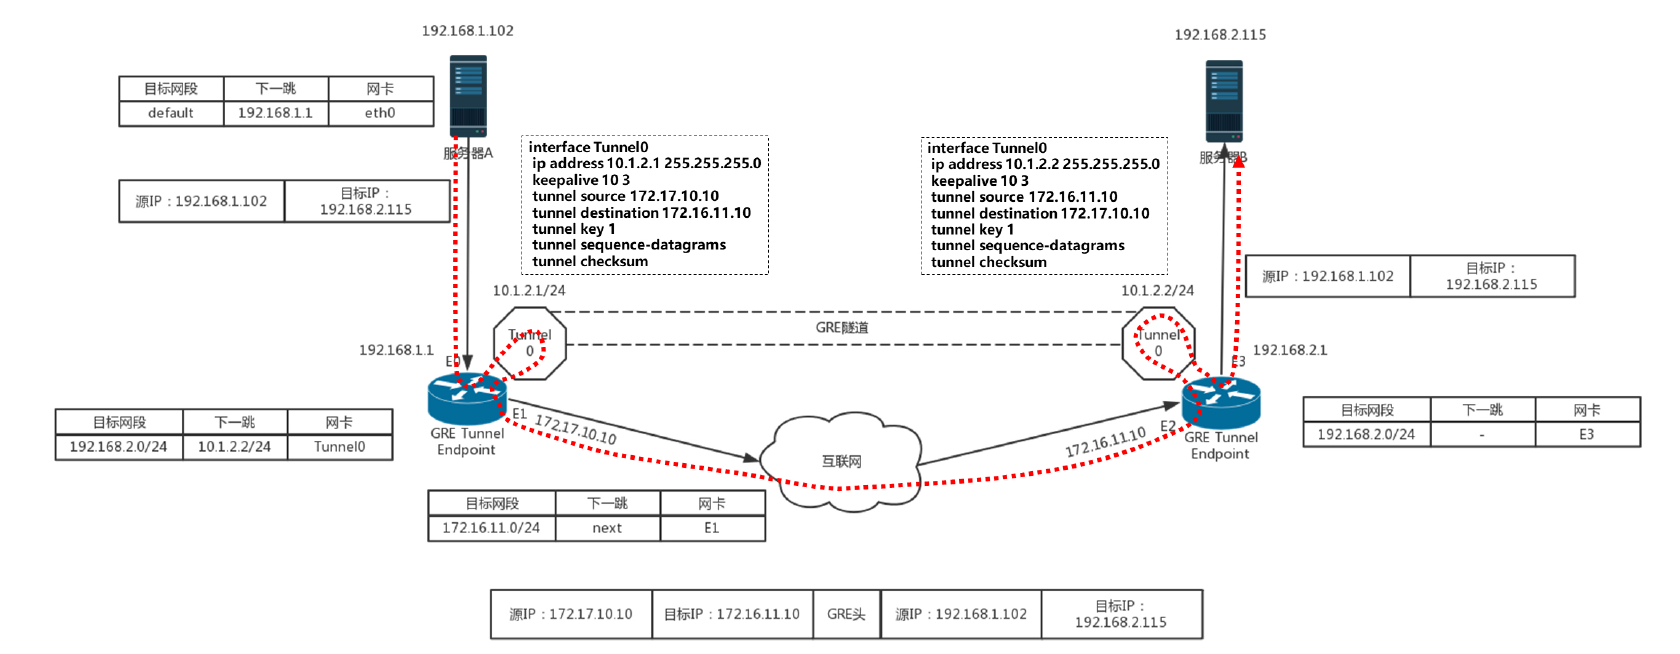 192.168.1.102
192.168.2.115
目标网段 下一跳 网卡
default 192.168.1.1 eth0
服务器A
服务器B
源IP：192.168.1.102
目标IP：
192.168.2.115
interface Tunnel0
ip address 10.1.2.1 255.255.255.0
keepalive 10 3
tunnel source 172.17.10.10
tunnel destination 172.16.11.10
tunnel key 1
tunnel sequence-datagrams
tunnel checksum
interface Tunnel0
ip address 10.1.2.2 255.255.255.0
keepalive 10 3
tunnel source 172.16.11.10
tunnel destination 172.17.10.10
tunnel key 1
tunnel sequence-datagrams
tunnel checksum
源IP：192.168.1.102
目标IP：
192.168.2.115
10.1.2.1/24
10.1.2.2/24
Tunnel
0
GRE隧道
Tunnel
0
192.168.1.1
E0
E3
192.168.2.1
目标网段 下一跳 网卡
192.168.2.0/24 10.1.2.2/24 Tunnel0
E1
172.17.10.10
GRE Tunnel
Endpoint
互联网
172.16.11.10
E2
GRE Tunnel
Endpoint
目标网段 下一跳 网卡
192.168.2.0/24 - E3
目标网段 下一跳 网卡
172.16.11.0/24 next E1
源IP：172.17.10.10 目标IP：172.16.11.10 GRE头 源IP：192.168.1.102
目标IP：
192.168.2.115